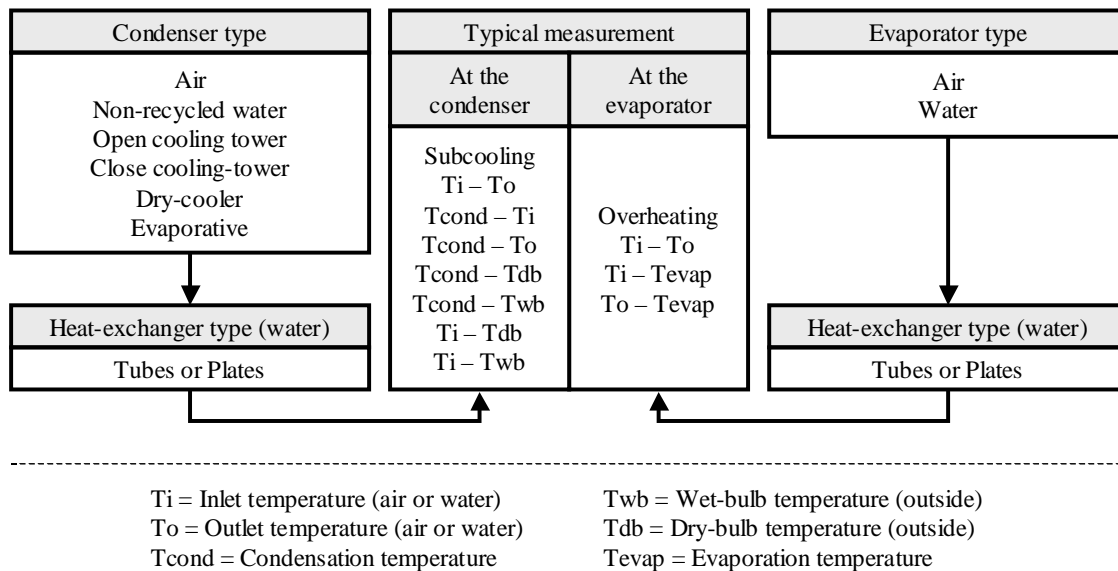 Condenser type
Air
Non-recycled water
Open cooling tower
Close cooling-tower
Dry-cooler
Evaporative
Heat-exchanger type (water)
Tubes or Plates
Typical measurement
At the
condenser
Subcooling
Ti – To
Tcond – Ti
Tcond – To
Tcond – Tdb
Tcond – Twb
Ti – Tdb
Ti – Twb
At the
evaporator
Overheating
Ti – To
Ti – Tevap
To – Tevap
Evaporator type
Air
Water
Heat-exchanger type (water)
Tubes or Plates
Ti = Inlet temperature (air or water)
To = Outlet temperature (air or water)
Tcond = Condensation temperature
Twb = Wet-bulb temperature (outside)
Tdb = Dry-bulb temperature (outside)
Tevap = Evaporation temperature